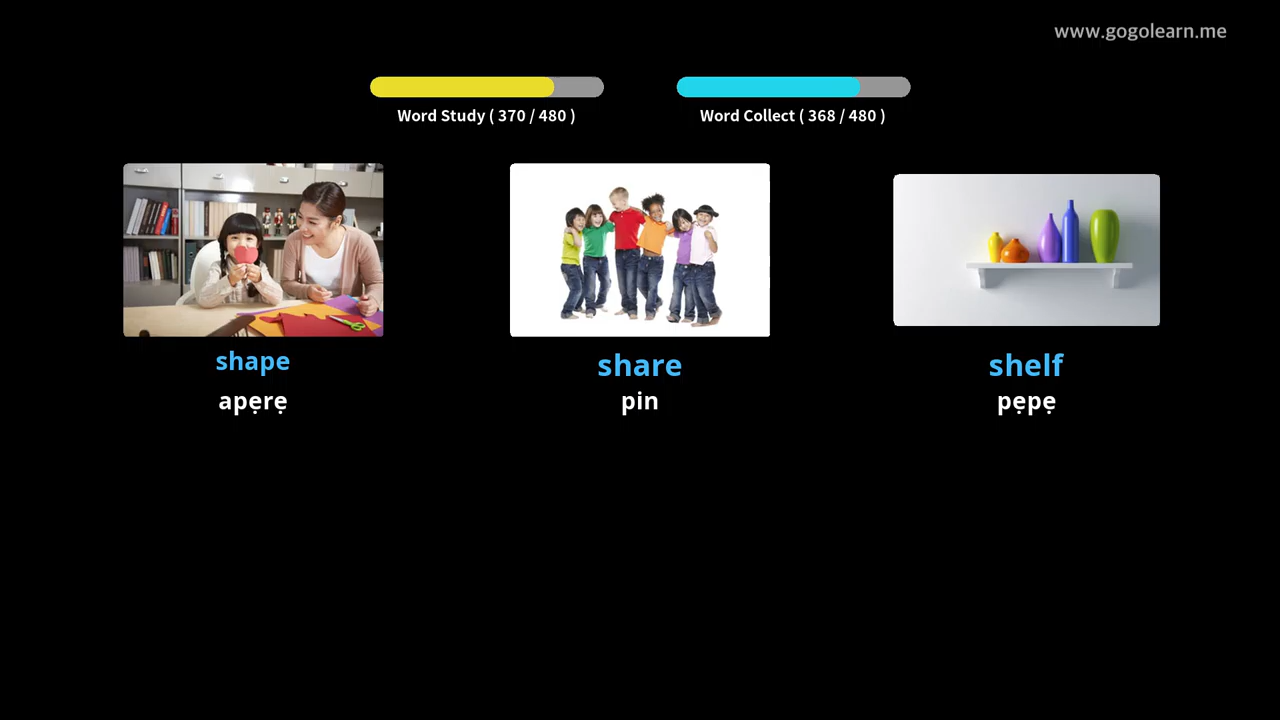 www.gogolearn.me
Word Study ( 370 / 480 )
Word Collect ( 368 / 480 )
shape
apẹrẹ
share
pin
shelf
pẹpẹ